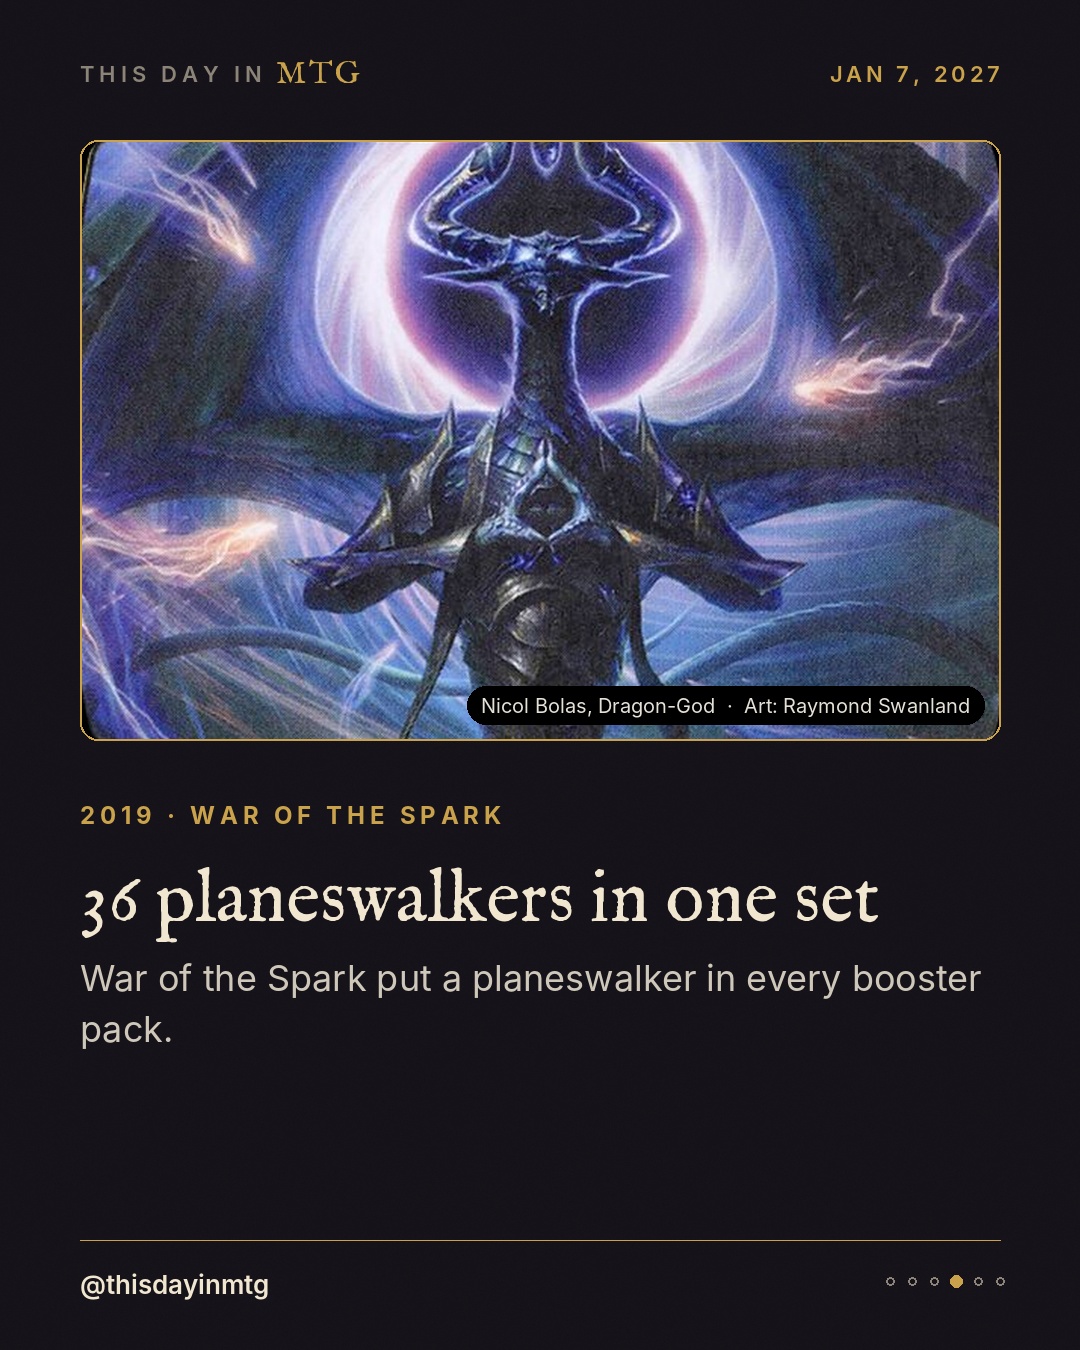 THIS DAY IN MTG
JAN 7, 2027
Nicol Bolas, Dragon-God · Art: Raymond Swanland
2019 · WAR OF THE SPARK
36 planeswalkers in one set
War of the Spark put a planeswalker in every booster
pack.
@thisdayinmtg